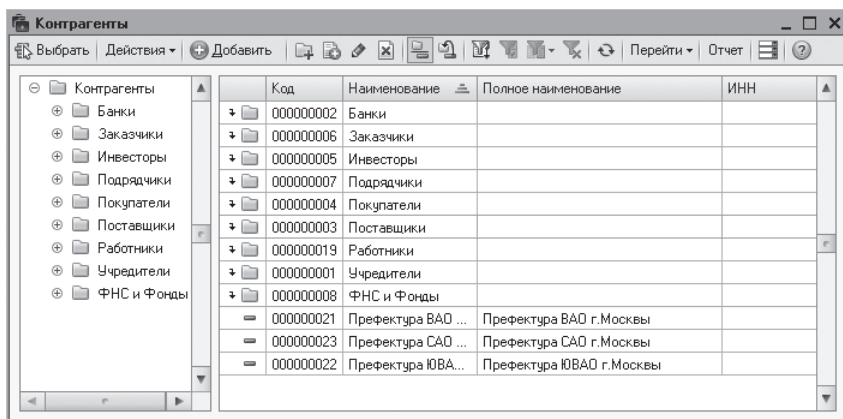 Контрагенты
Выбрать Действия Добавить Перейти Отчет
Контрагенты
Банки
Заказчики
Инвесторы
Подрядчики
Покупатели
Поставщики
Работники
Учредители
ФНС и Фонды
Код Наименование Полное наименование ИНН
000000002 Банки
000000006 Заказчики
000000005 Инвесторы
000000007 Подрядчики
000000004 Покупатели
000000003 Поставщики
000000019 Работники
000000001 Учредители
000000008 ФНС и Фонды
000000021 Префектура ВАО ... Префектура ВАО г.Москвы
000000023 Префектура САО ... Префектура САО г.Москвы
000000022 Префектура ЮВА... Префектура ЮВАО г.Москвы